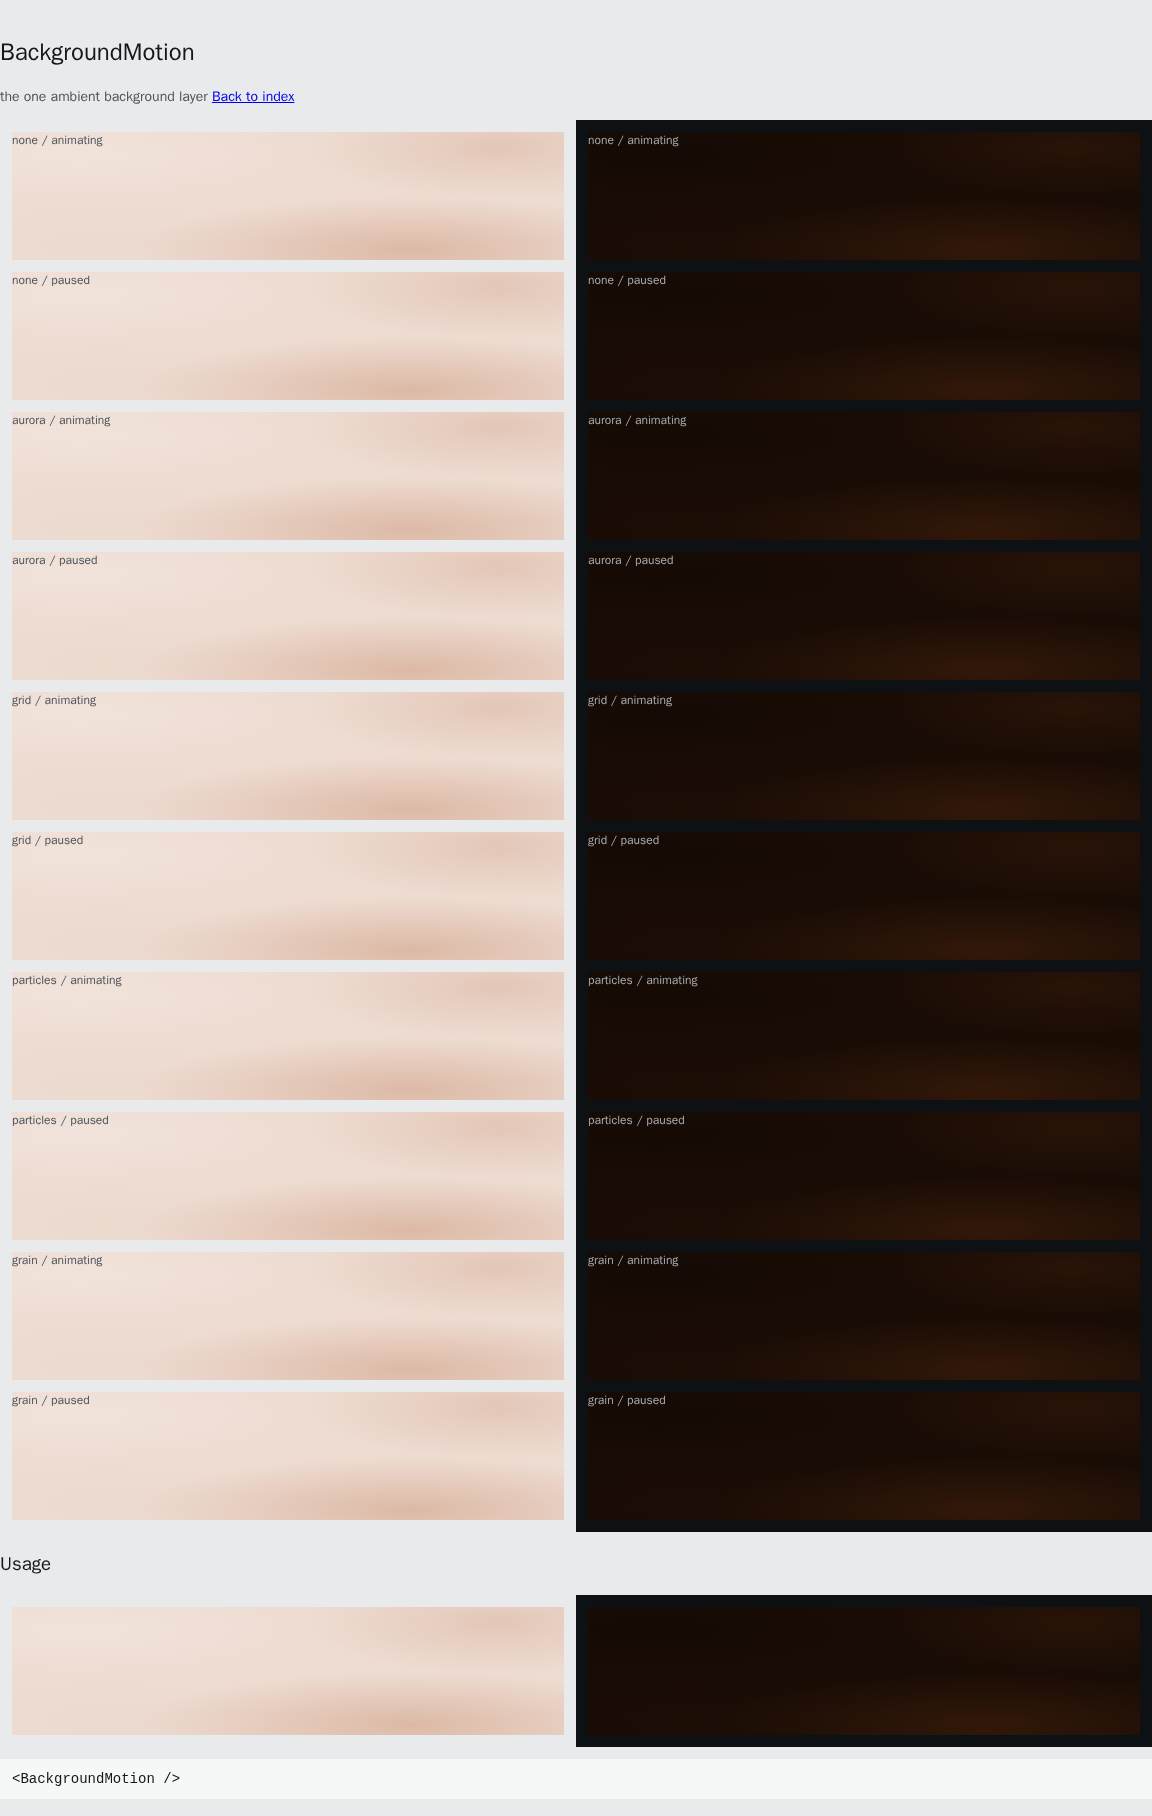 BackgroundMotion
the one ambient background layer Back to index
none / animating
none / animating
none / paused
none / paused
aurora / animating
aurora / animating
aurora / paused
aurora / paused
grid / animating
grid / animating
grid / paused
grid / paused
particles / animating
particles / animating
particles / paused
particles / paused
grain / animating
grain / animating
grain / paused
grain / paused
Usage
<BackgroundMotion />